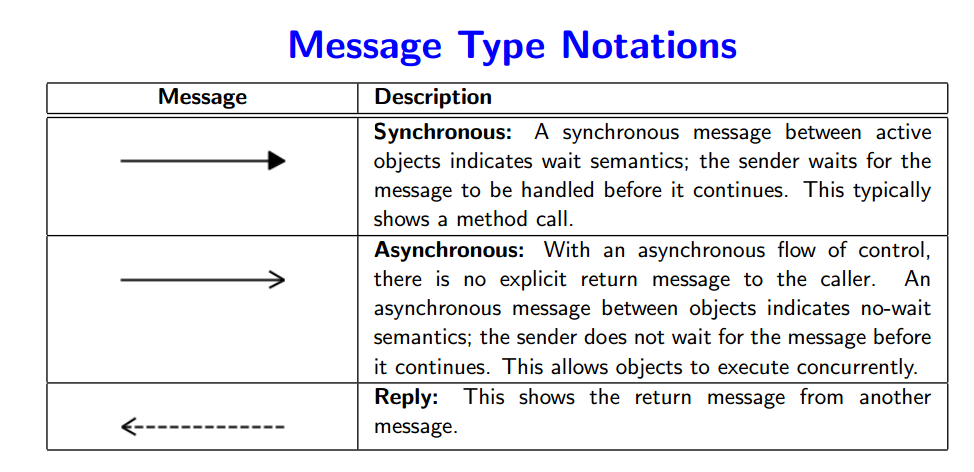 Message Type Notations
Message Description
Synchronous: A synchronous message between active
objects indicates wait semantics; the sender waits for the
message to be handled before it continues. This typically
shows a method call.
Asynchronous: With an asynchronous flow of control,
there is no explicit return message to the caller. An
asynchronous message between objects indicates no-wait
semantics; the sender does not wait for the message before
it continues. This allows objects to execute concurrently.
Reply: This shows the return message from another
message.